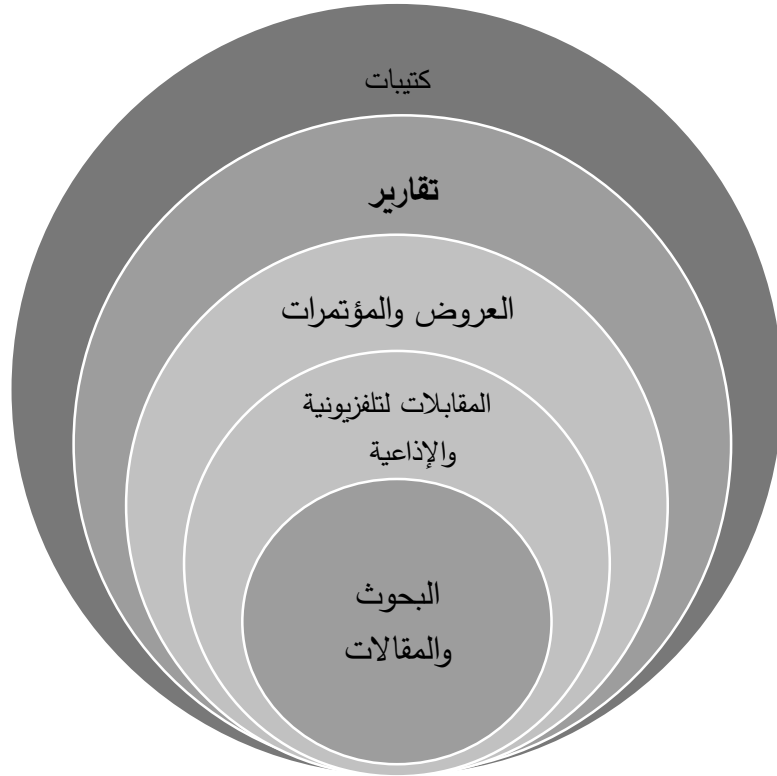 كتيبات
تقارير
العروض والمؤتمرات
المقابلات لتلفزيونية
والإذاعية
البحوث
والمقالات